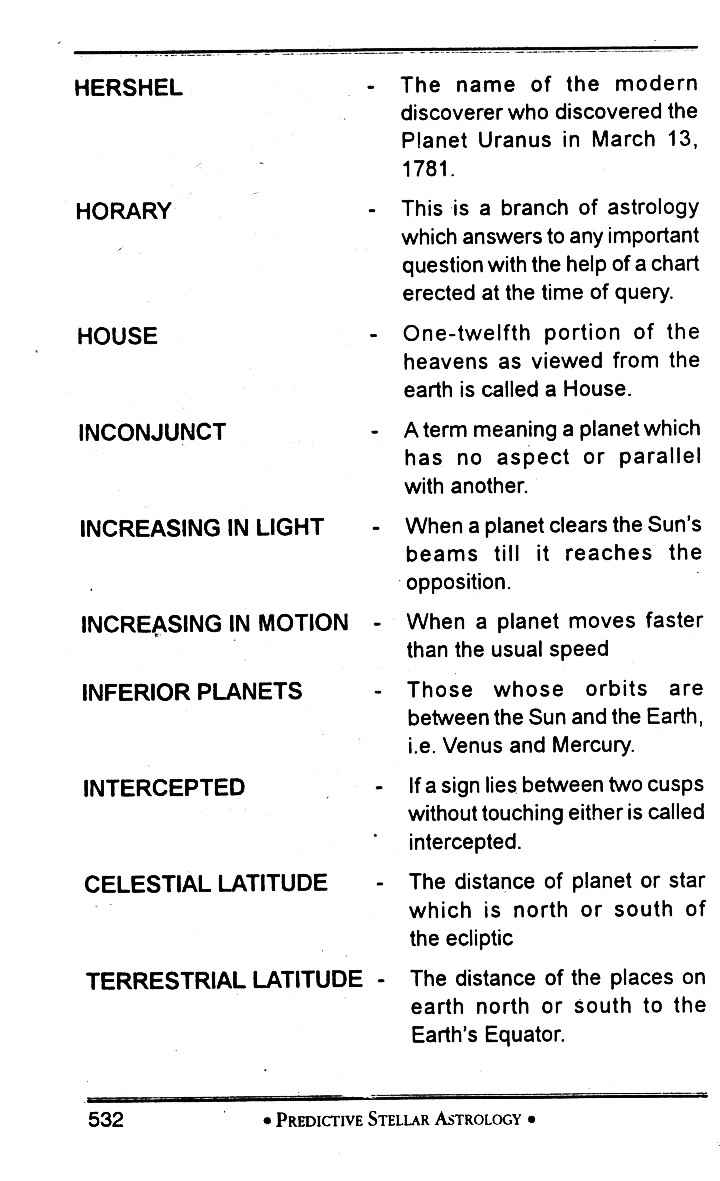 HERSHEL - The name of the modern
discoverer who discovered the
Planet Uranus in March 13,
1781.
HORARY - This is a branch of astrology
which answers to any important
question with the help of a chart
erected at the time of query.
HOUSE - One-twelfth portion of the
heavens as viewed from the
earth is called a House.
INCONJUNCT - A term meaning a planet which
has no aspect or parallel
with another.
INCREASING IN LIGHT - When a planet clears the Sun's
beams till it reaches the
opposition.
INCREASING IN MOTION - When a planet moves faster
than the usual speed
INFERIOR PLANETS - Those whose orbits are
between the Sun and the Earth,
i.e. Venus and Mercury.
INTERCEPTED - If a sign lies between two cusps
without touching either is called
intercepted.
CELESTIAL LATITUDE - The distance of planet or star
which is north or south of
the ecliptic
TERRESTRIAL LATITUDE - The distance of the places on
earth north or south to the
Earth's Equator.
532 • PREDICTIVE STELLAR ASTROLOGY •